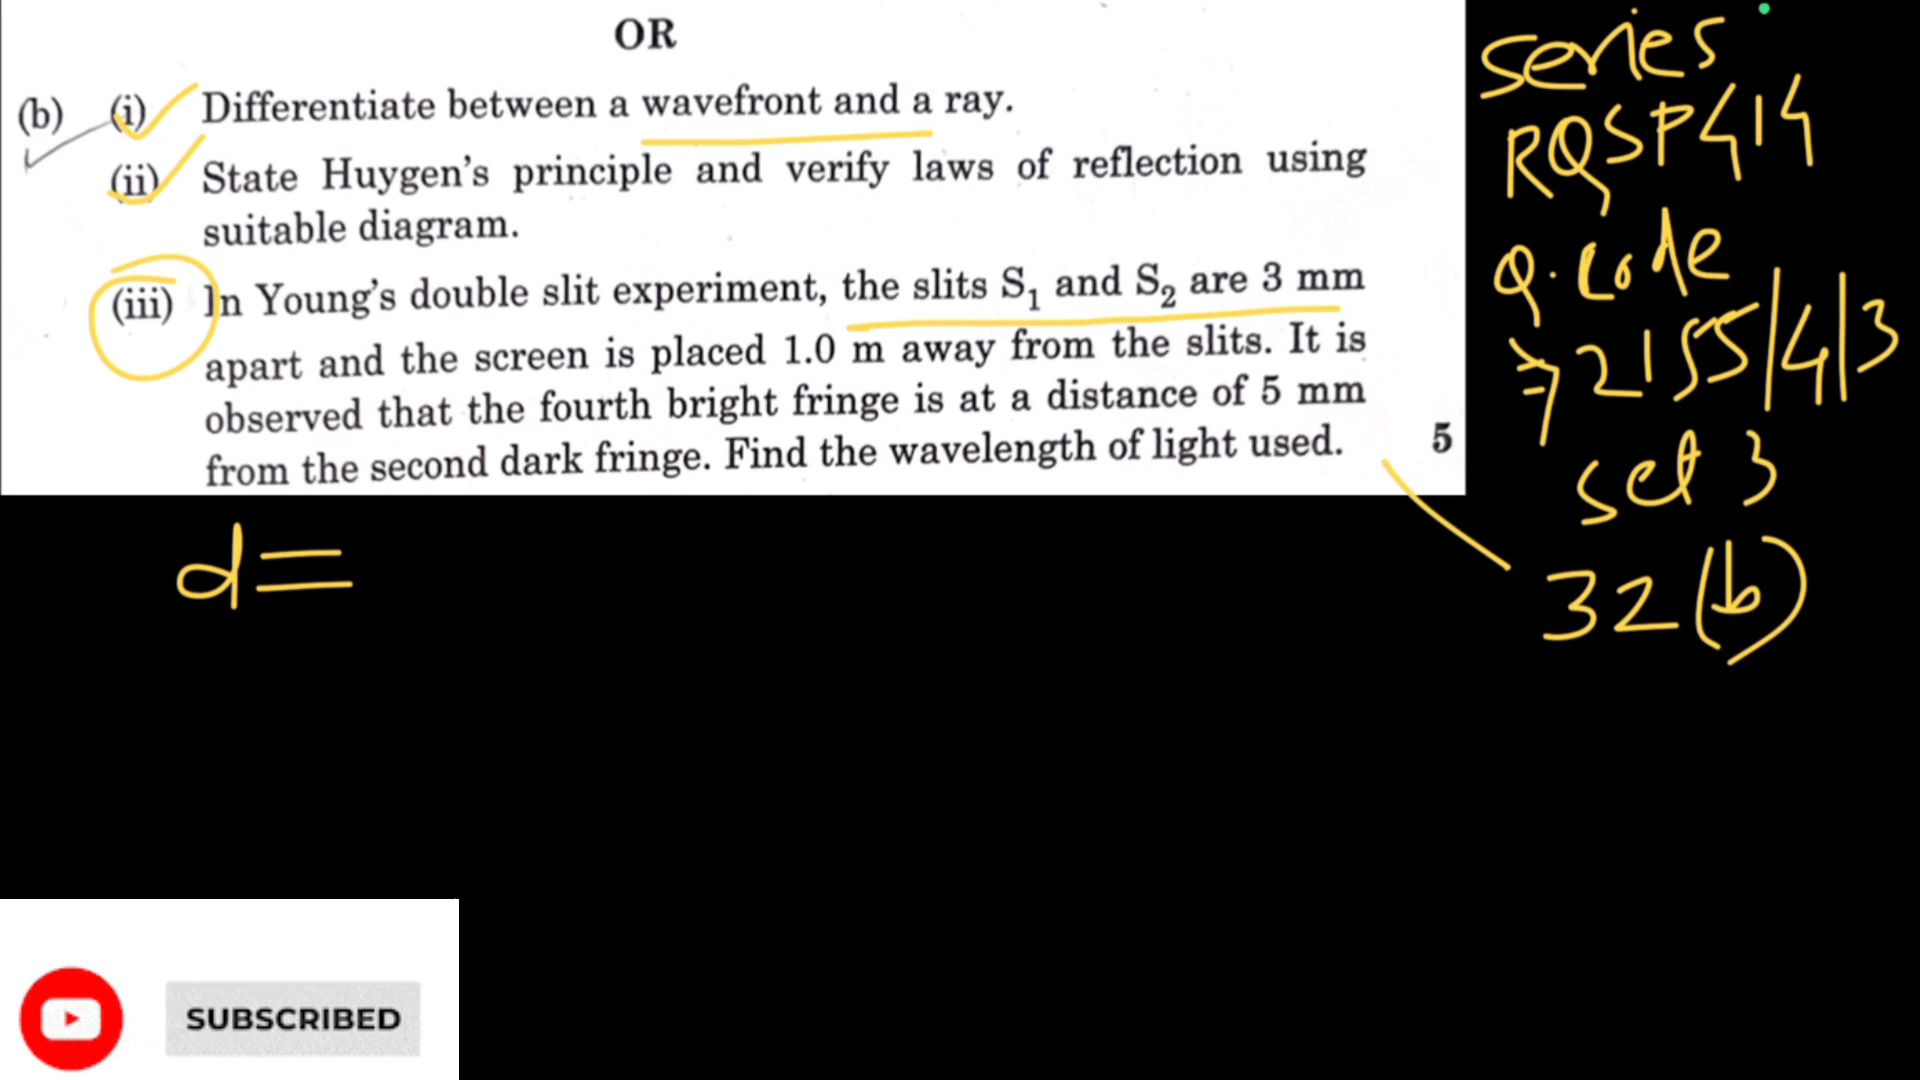 OR
(b) (i) Differentiate between a wavefront and a ray.
(ii) State Huygen's principle and verify laws of reflection using
suitable diagram.
(iii) In Young's double slit experiment, the slits S₁ and S₂ are 3 mm
apart and the screen is placed 1.0 m away from the slits. It is
observed that the fourth bright fringe is at a distance of 5 mm
from the second dark fringe. Find the wavelength of light used. 5
series
RQSP414
Q. Code
2155/4/3
set 3
32(b)
d=
SUBSCRIBED